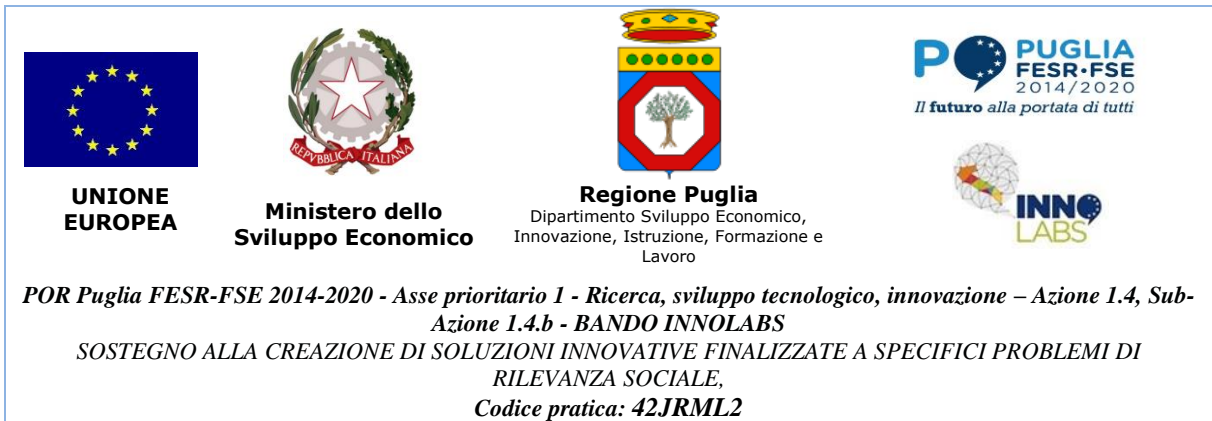 UNIONE
EUROPEA
REPVBBLICA ITALIANA
Ministero dello
Sviluppo Economico
Regione Puglia
Dipartimento Sviluppo Economico,
Innovazione, Istruzione, Formazione e
Lavoro
PO PUGLIA
FESR•FSE
2014/2020
Il futuro alla portata di tutti
INNO
LABS
POR Puglia FESR-FSE 2014-2020 - Asse prioritario 1 - Ricerca, sviluppo tecnologico, innovazione – Azione 1.4, Sub-
Azione 1.4.b - BANDO INNOLABS
SOSTEGNO ALLA CREAZIONE DI SOLUZIONI INNOVATIVE FINALIZZATE A SPECIFICI PROBLEMI DI
RILEVANZA SOCIALE,
Codice pratica: 42JRML2